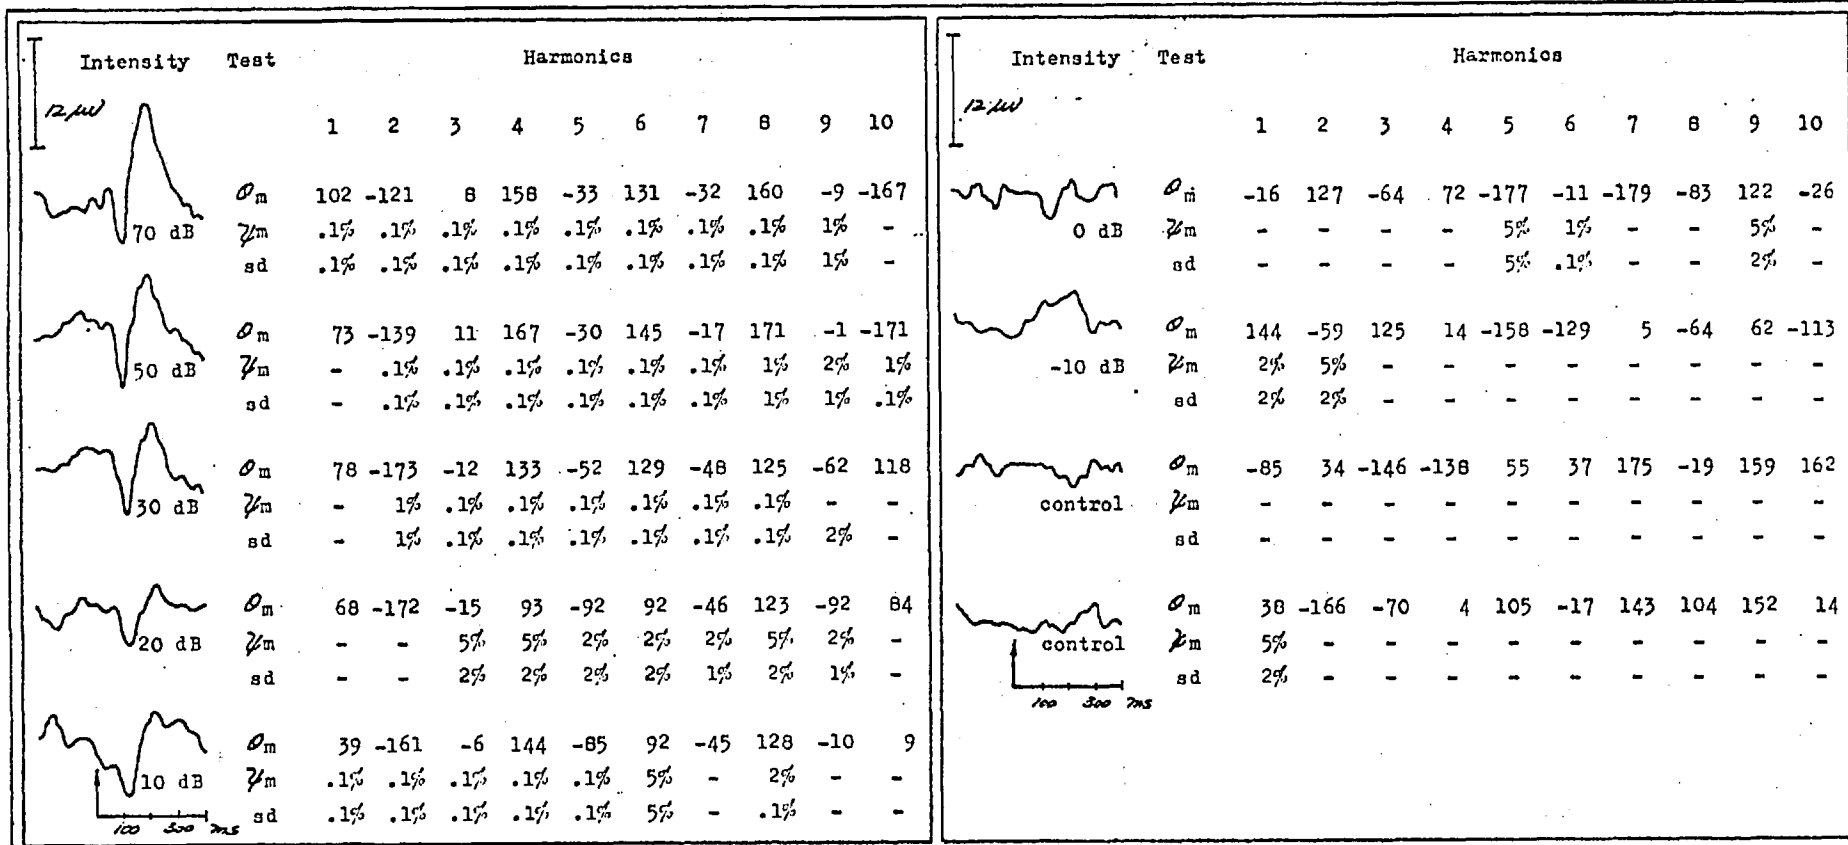 Intensity Test Harmonics
12 μv
1 2 3 4 5 6 7 8 9 10
θm 102 -121 8 158 -33 131 -32 160 -9 -167
70 dB γm .1% .1% .1% .1% .1% .1% .1% .1% 1% -
sd .1% .1% .1% .1% .1% .1% .1% .1% 1% -
θm 73 -139 11 167 -30 145 -17 171 -1 -171
50 dB γm - .1% .1% .1% .1% .1% .1% 1% 2% 1%
sd - .1% .1% .1% .1% .1% .1% 1% 1% .1%
θm 78 -173 -12 133 -52 129 -48 125 -62 118
30 dB γm - 1% .1% .1% .1% .1% .1% .1% - -
sd - 1% .1% .1% .1% .1% .1% .1% 2% -
θm 68 -172 -15 93 -92 92 -46 123 -92 84
20 dB γm - - 5% 5% 2% 2% 2% 5% 2% -
sd - - 2% 2% 2% 2% 1% 2% 1% -
θm 39 -161 -6 144 -85 92 -45 128 -10 9
10 dB γm .1% .1% .1% .1% .1% 5% - 2% - -
sd .1% .1% .1% .1% .1% 5% - .1% - -
100 300 ms
Intensity Test Harmonics
12 μv
1 2 3 4 5 6 7 8 9 10
θm -16 127 -64 72 -177 -11 -179 -83 122 -26
0 dB γm - - - - 5% 1% - - 5% -
sd - - - - 5% .1% - - 2% -
θm 144 -59 125 14 -158 -129 5 -64 62 -113
-10 dB γm 2% 5% - - - - - - - -
sd 2% 2% - - - - - - - -
θm -85 34 -146 -138 55 37 175 -19 159 162
control γm - - - - - - - - - -
sd - - - - - - - - - -
θm 38 -166 -70 4 105 -17 143 104 152 14
control γm 5% - - - - - - - - -
sd 2% - - - - - - - - -
100 300 ms